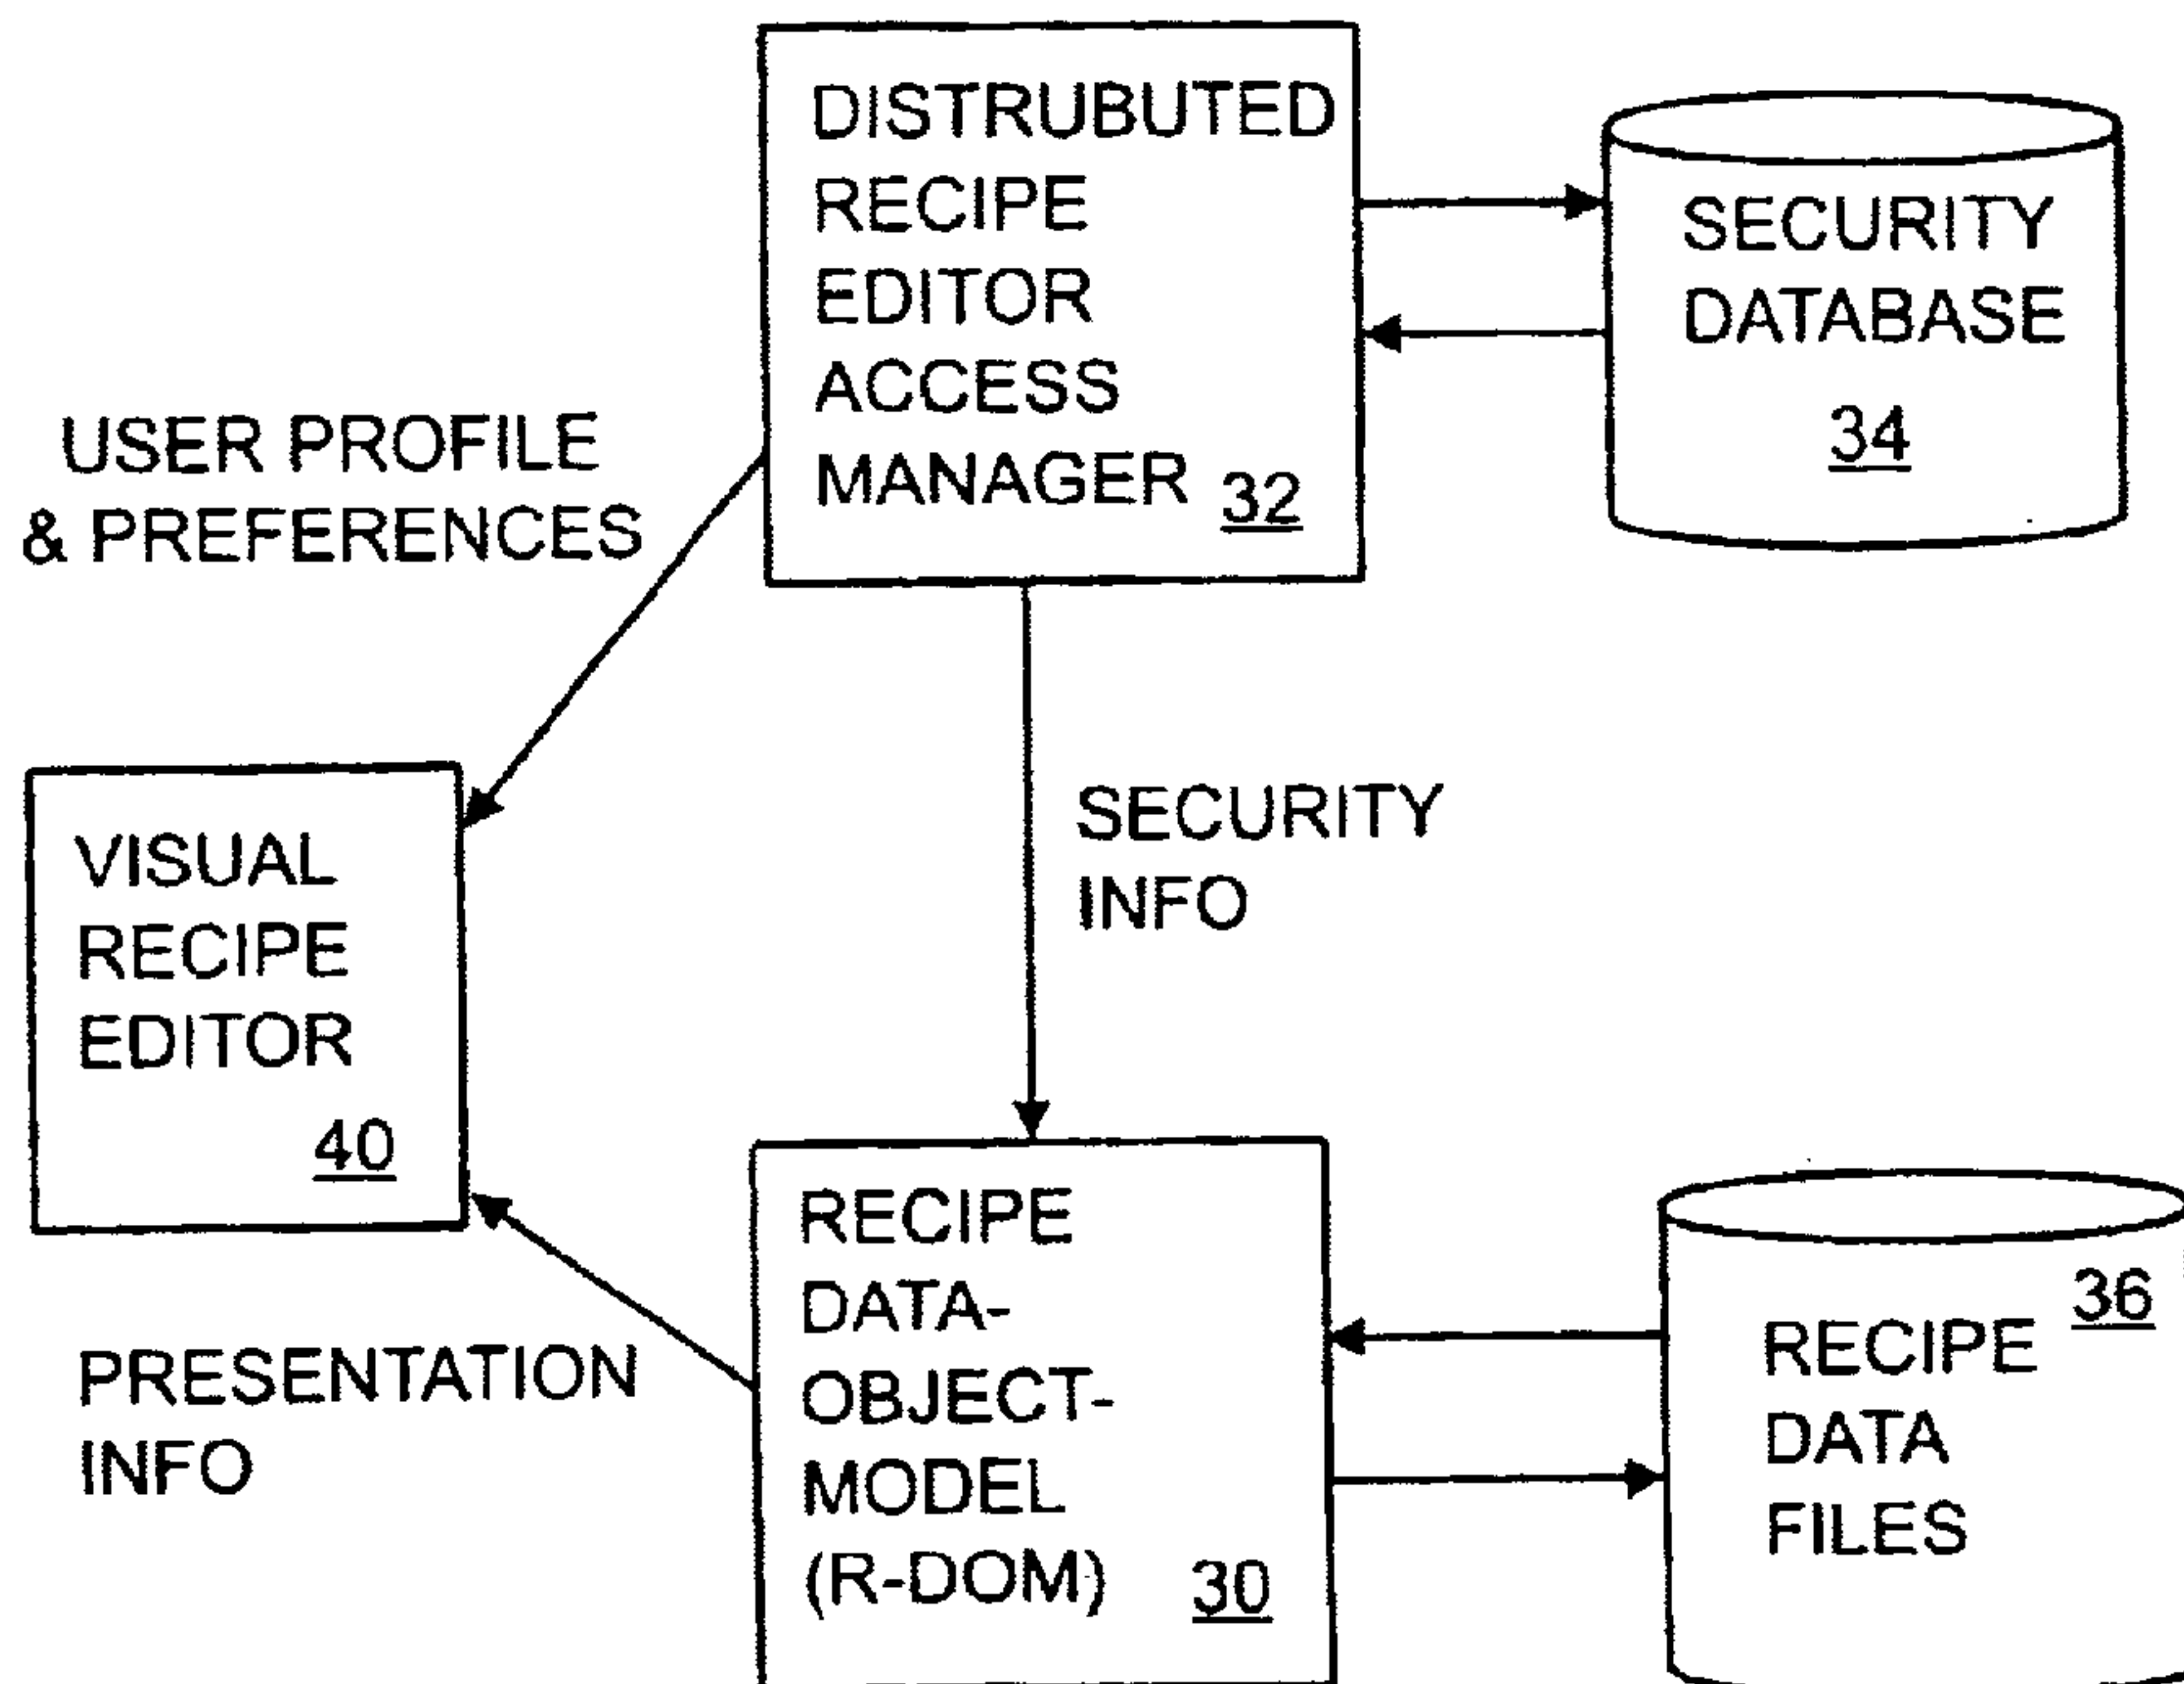 DISTRUBUTED
RECIPE
EDITOR
ACCESS
MANAGER 32
SECURITY
DATABASE
34
USER PROFILE
& PREFERENCES
VISUAL
RECIPE
EDITOR
40
SECURITY
INFO
PRESENTATION
INFO
RECIPE
DATA-
OBJECT-
MODEL
(R-DOM) 30
36
RECIPE
DATA
FILES